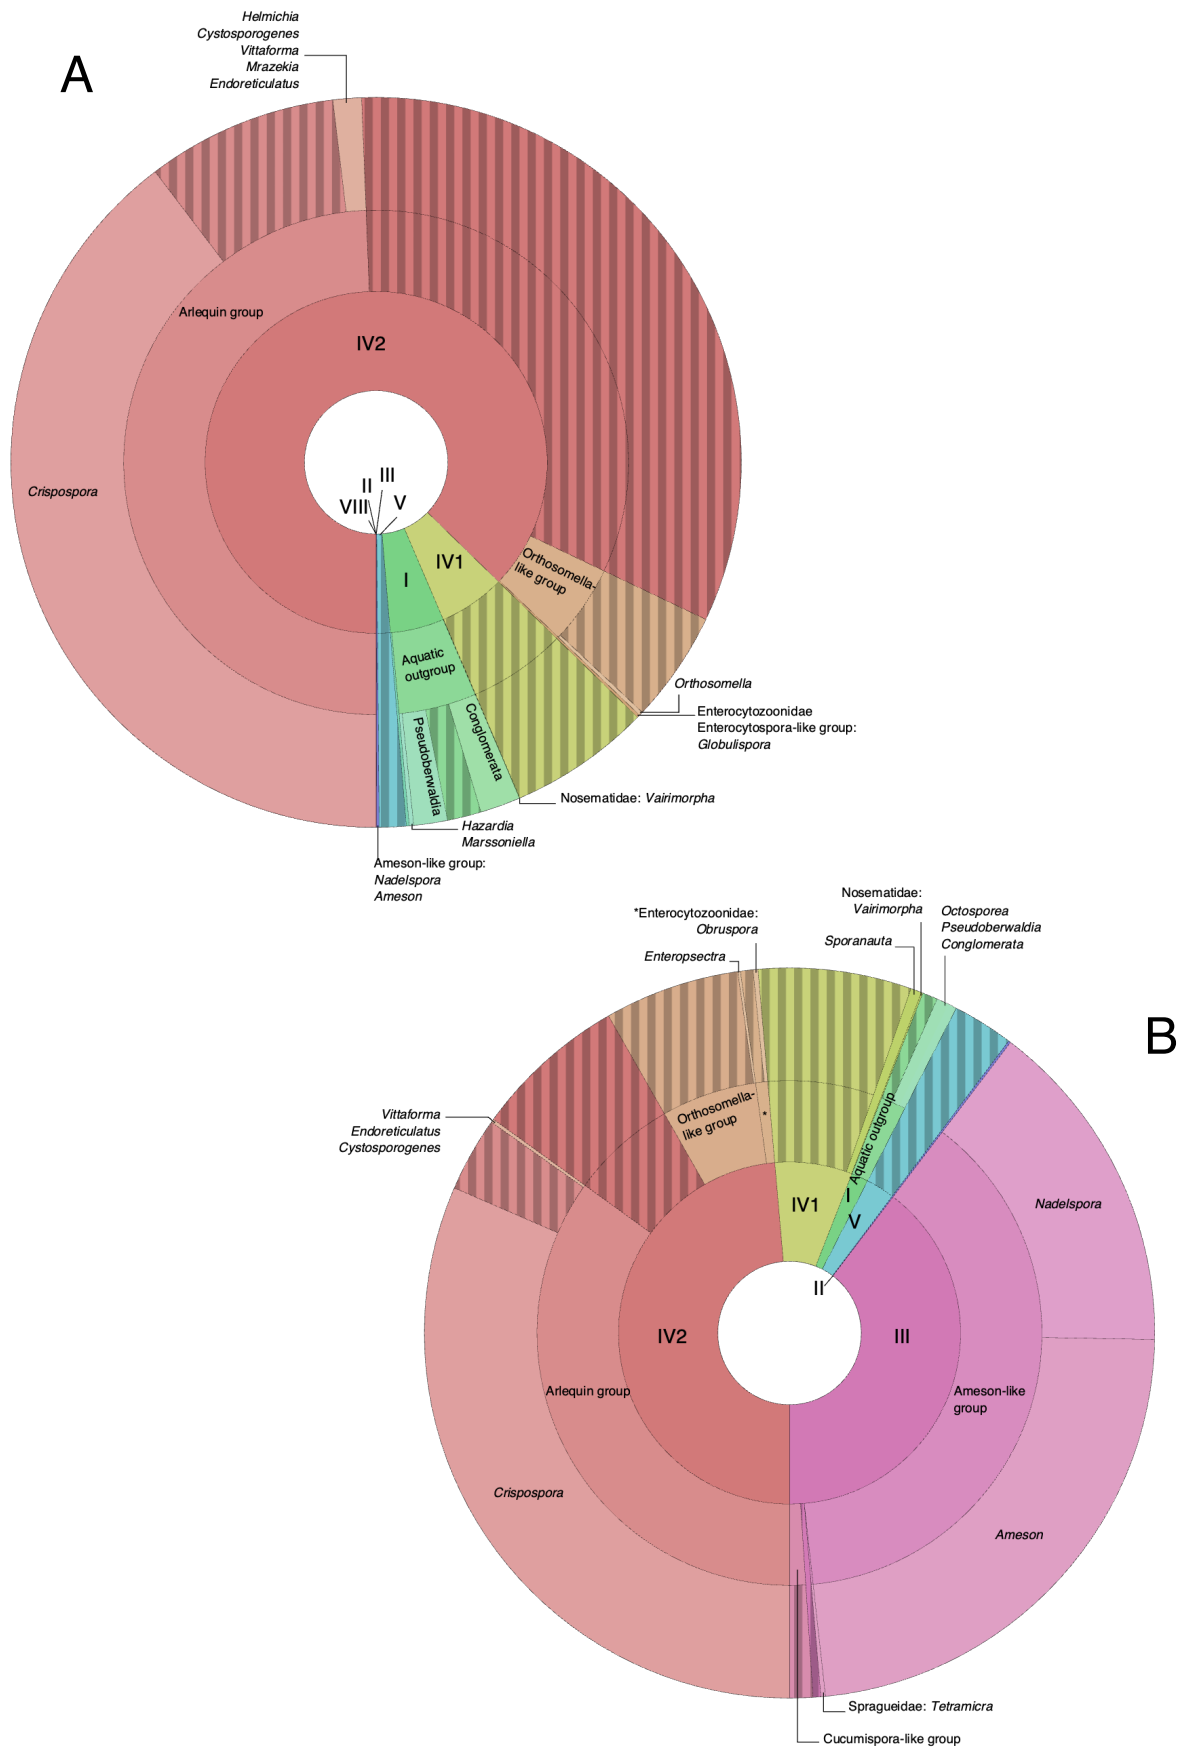 A
Helmichia
Cystosporogenes
Vittaforma
Mrazekia
Endoreticulatus
Arlequin group
IV2
Crispospora
III
II
VIII
V
IV1
I
Orthosomella-
like group
Aquatic
outgroup
Pseudoberwaldia
Conglomerata
Orthosomella
Enterocytozoonidae
Enterocytospora-like group:
Globulispora
Nosematidae: Vairimorpha
Hazardia
Marssoniella
Ameson-like group:
Nadelspora
Ameson
B
*Enterocytozoonidae:
Obruspora
Enteropsectra
Nosematidae:
Vairimorpha
Sporanauta
Octosporea
Pseudoberwaldia
Conglomerata
Vittaforma
Endoreticulatus
Cystosporogenes
Orthosomella-
like group
*
Aquatic outgroup
IV1
I
V
II
Nadelspora
IV2
III
Arlequin group
Ameson-like
group
Crispospora
Ameson
Spragueidae: Tetramicra
Cucumispora-like group